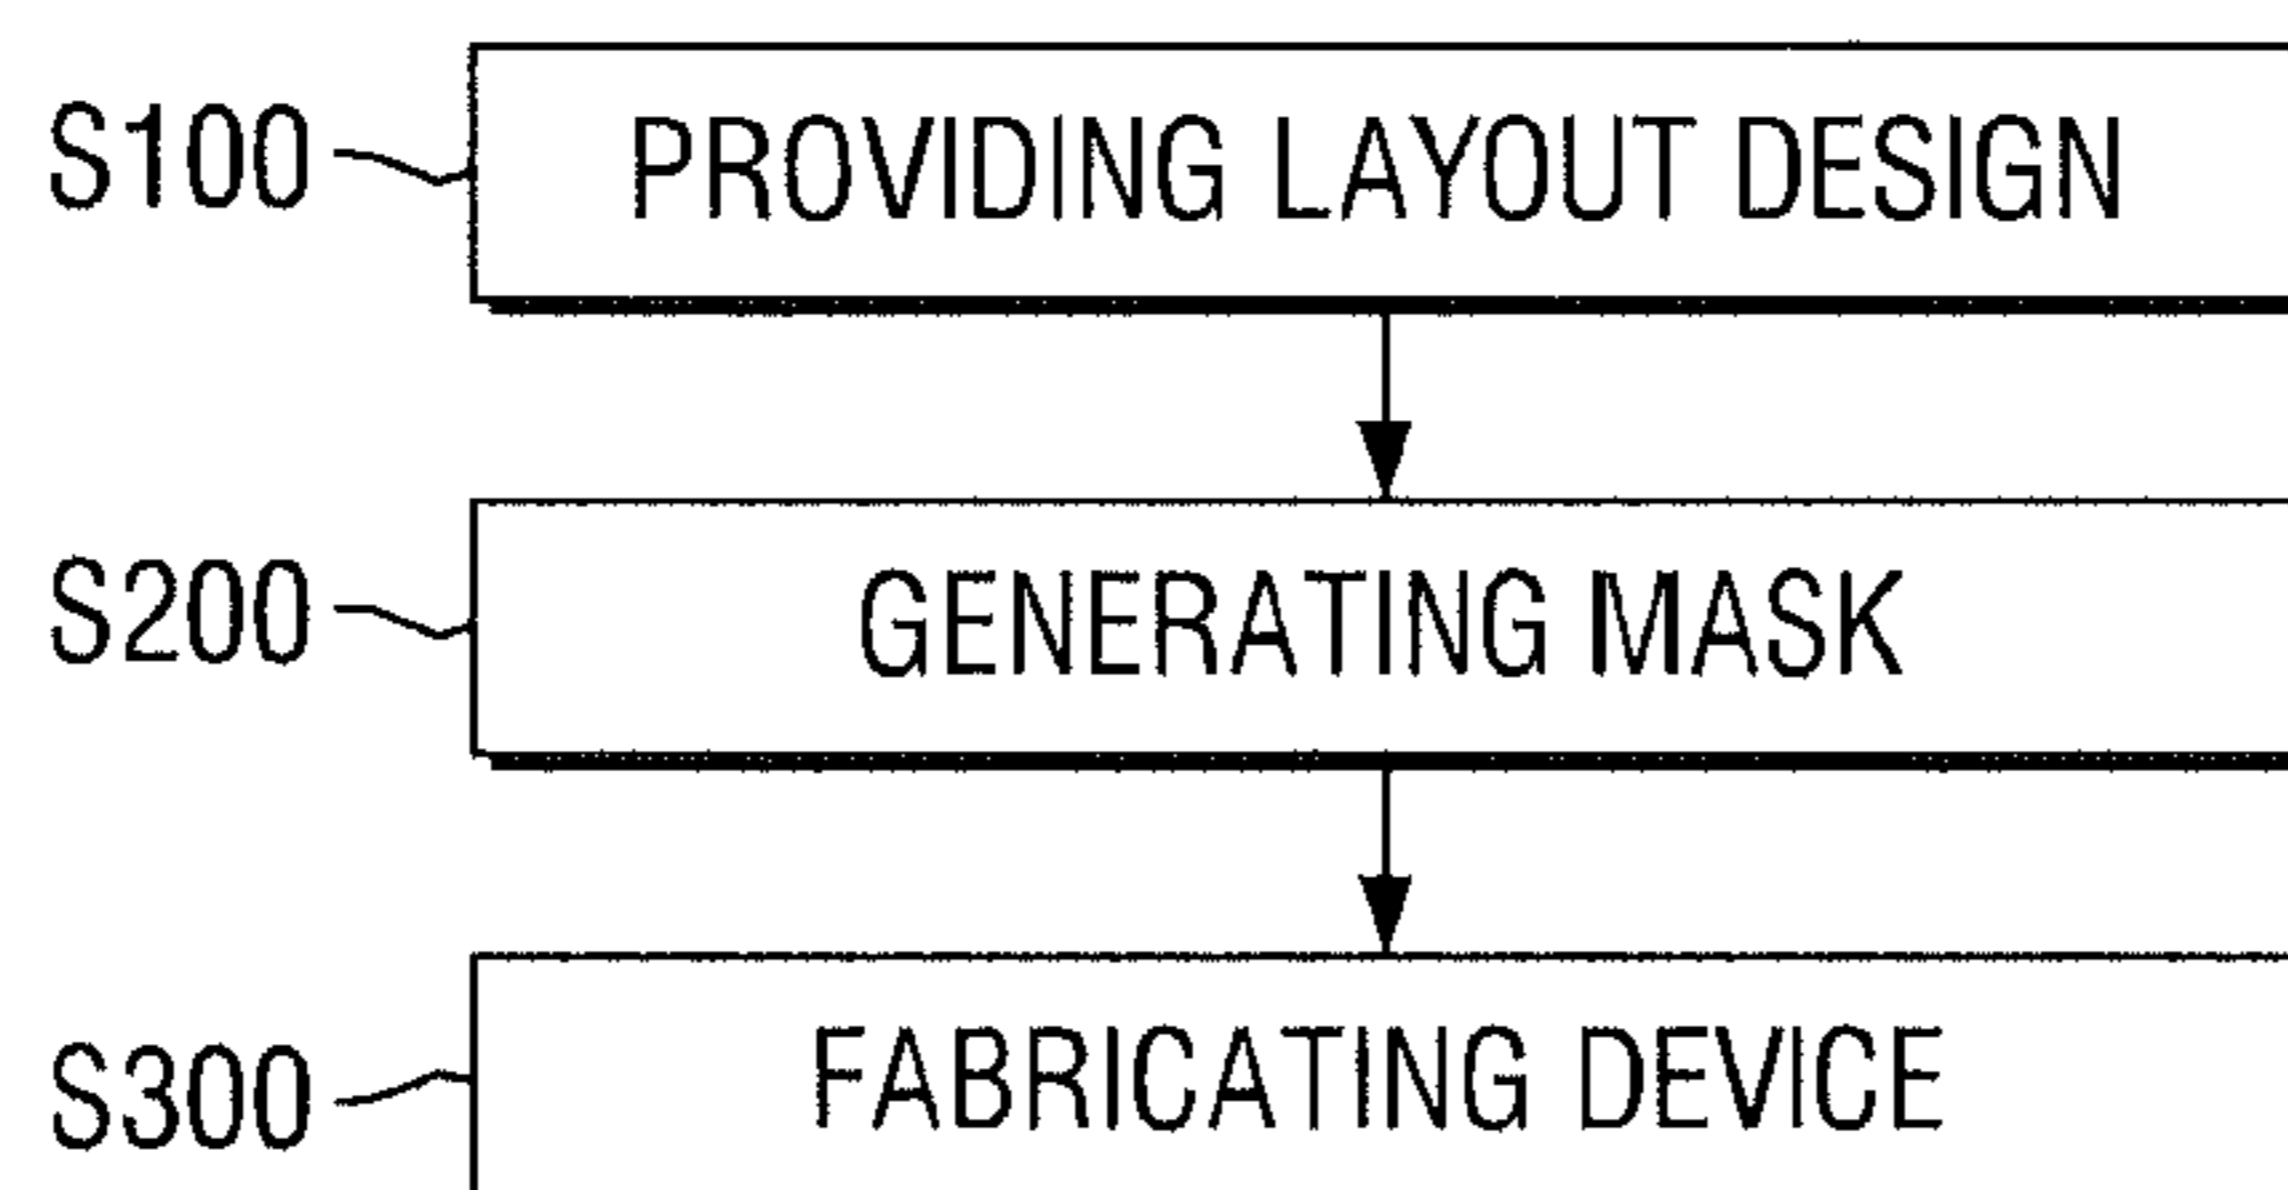 S100 PROVIDING LAYOUT DESIGN
S200 GENERATING MASK
S300 FABRICATING DEVICE